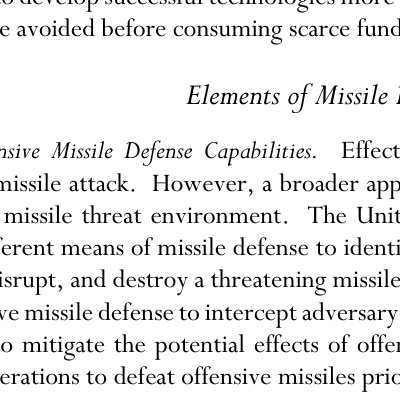 to develop successful technologies more
e avoided before consuming scarce fund
Elements of Missile
nsive Missile Defense Capabilities. Effect
missile attack. However, a broader app
missile threat environment. The Unit
ferent means of missile defense to identi
isrupt, and destroy a threatening missile
ve missile defense to intercept adversary
o mitigate the potential effects of offe
erations to defeat offensive missiles prio